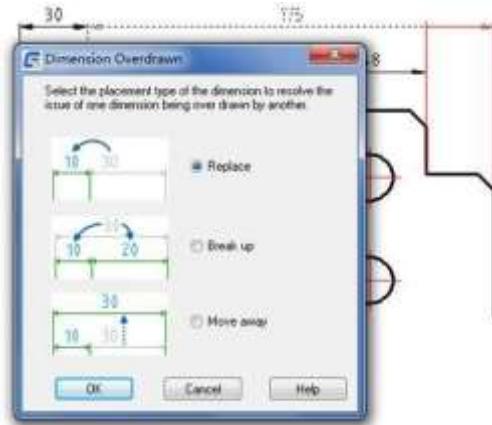 30
175
Dimension Overdrawn
Select the placement type of the dimension to resolve the
issue of one dimension being over drawn by another.
10 30
Replace
30
10 20
Break up
30
10 30
Move away
OK Cancel Help